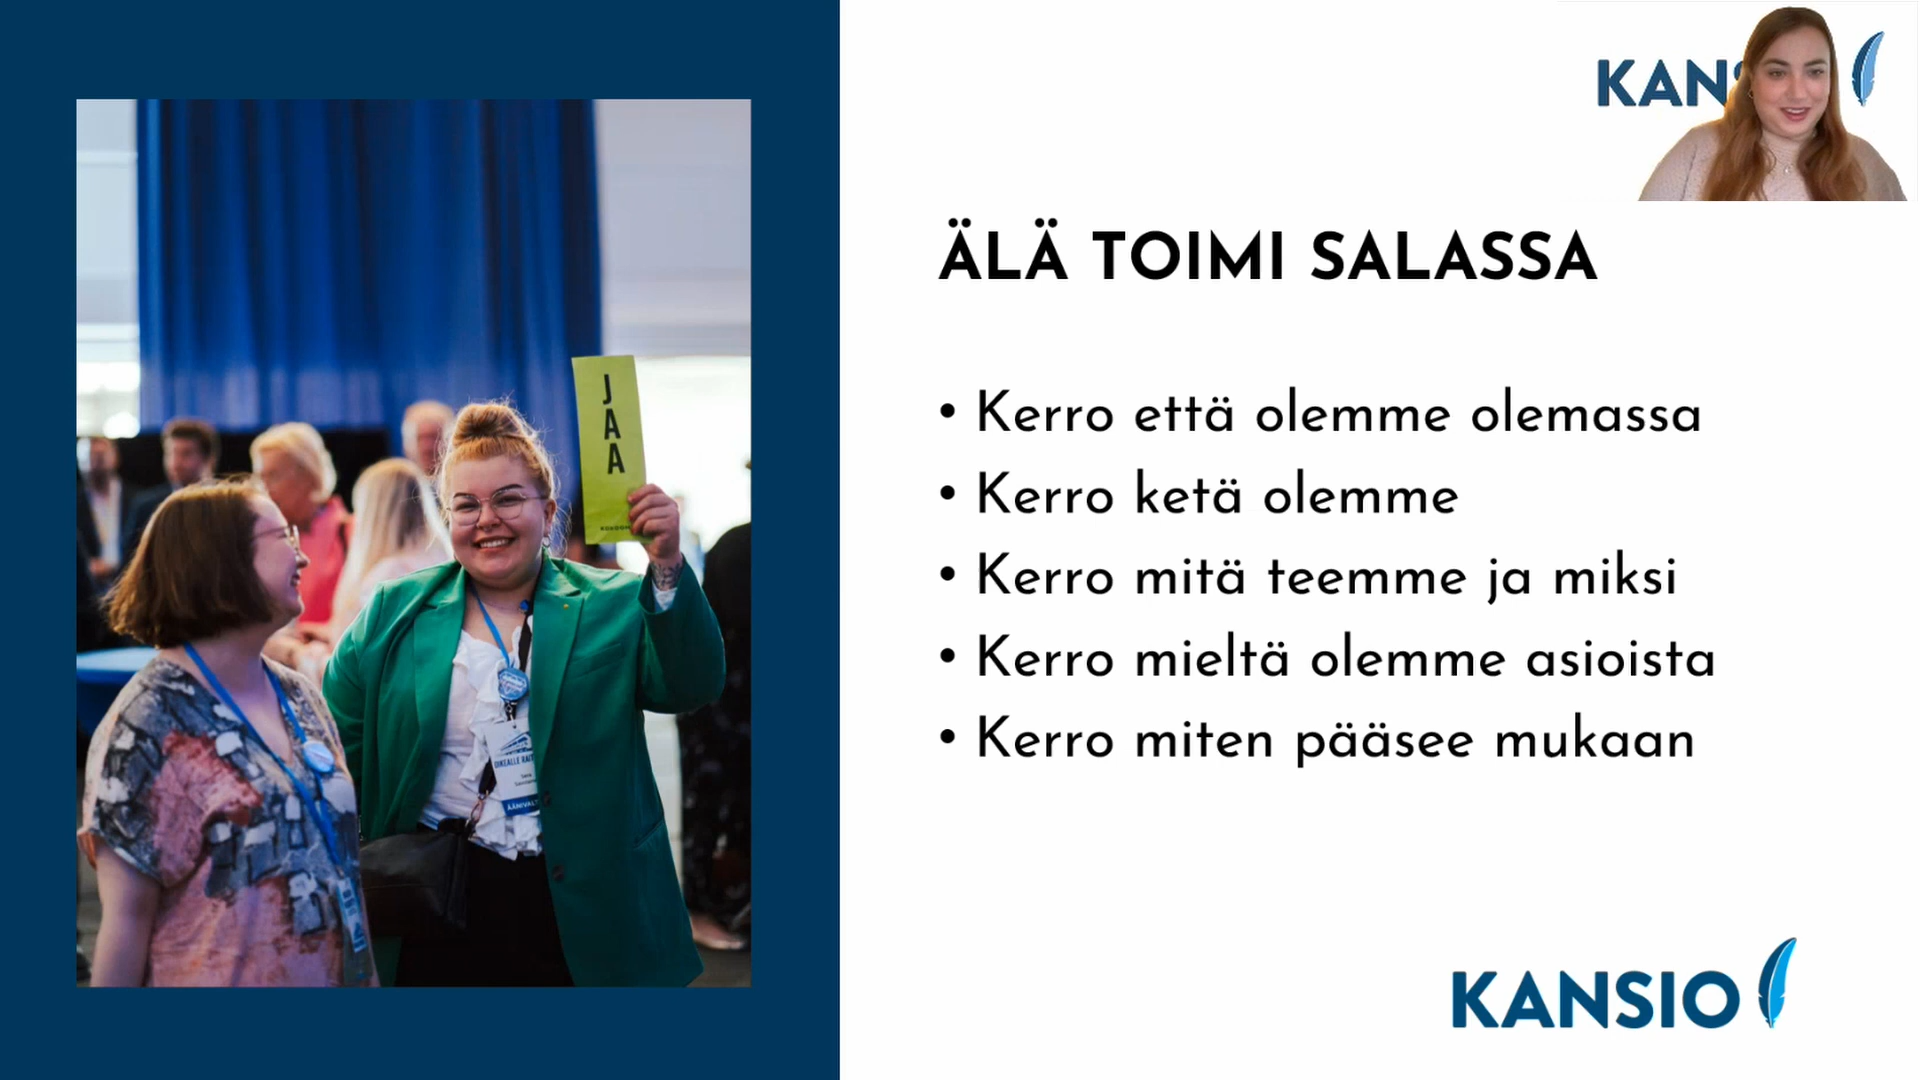 KANS
ÄLÄ TOIMI SALASSA
• Kerro että olemme olemassa
• Kerro ketä olemme
• Kerro mitä teemme ja miksi
• Kerro mieltä olemme asioista
• Kerro miten pääsee mukaan
JAA
KANSIO